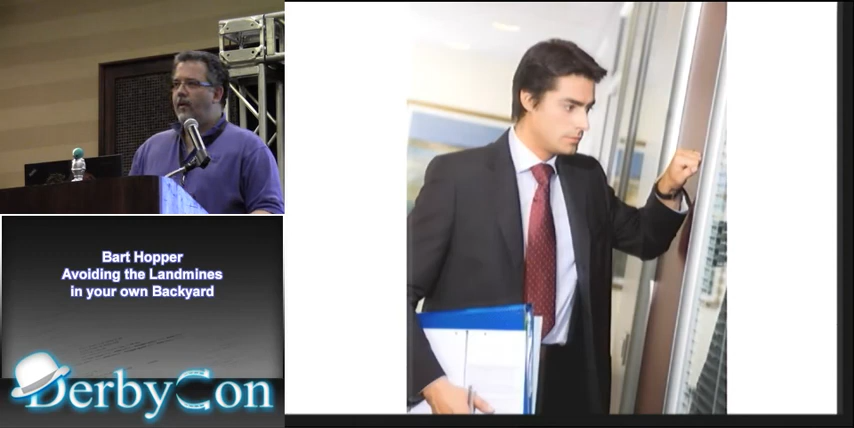 Bart Hopper
Avoiding the Landmines
in your own Backyard
DerbyCon